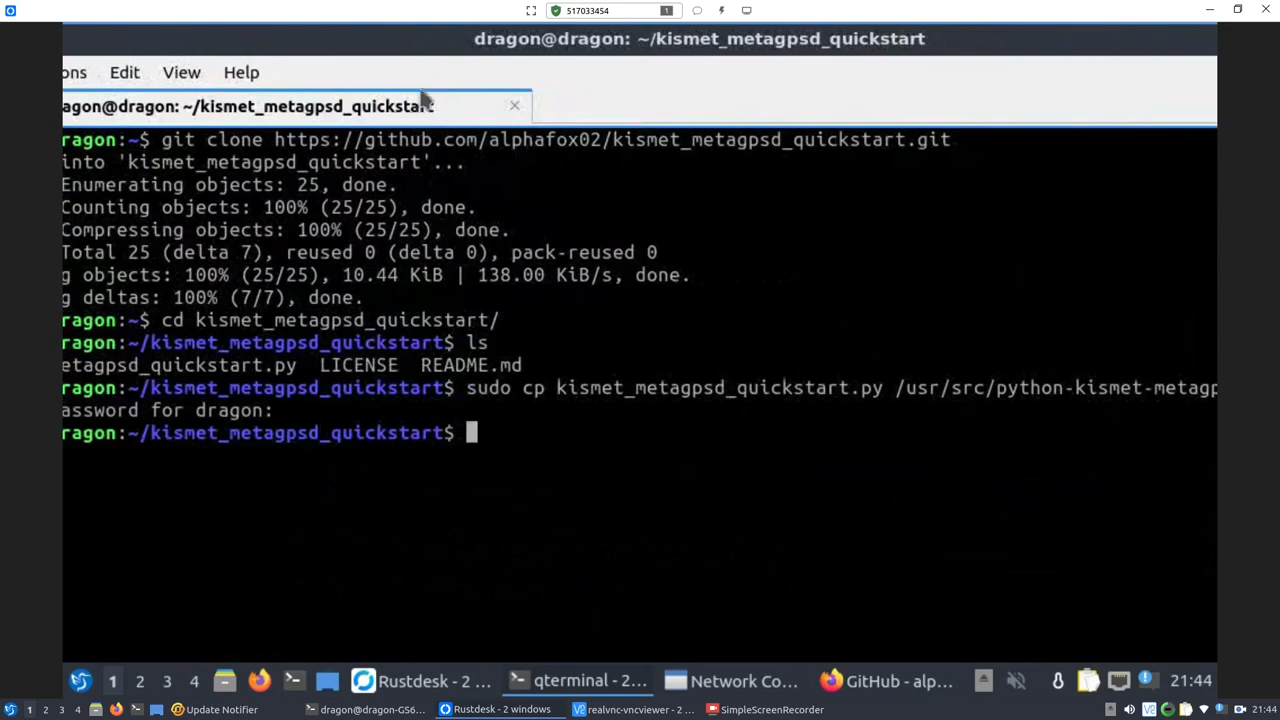 517033454
1
dragon@dragon: ~/kismet_metagpsd_quickstart
ons Edit View Help
agon@dragon: ~/kismet_metagpsd_quickstart
ragon:~$ git clone https://github.com/alphafox02/kismet_metagpsd_quickstart.git
into 'kismet_metagpsd_quickstart'...
Enumerating objects: 25, done.
Counting objects: 100% (25/25), done.
Compressing objects: 100% (25/25), done.
Total 25 (delta 7), reused 0 (delta 0), pack-reused 0
g objects: 100% (25/25), 10.44 KiB | 138.00 KiB/s, done.
g deltas: 100% (7/7), done.
ragon:~$ cd kismet_metagpsd_quickstart/
ragon:~/kismet_metagpsd_quickstart$ ls
etagpsd_quickstart.py LICENSE README.md
ragon:~/kismet_metagpsd_quickstart$ sudo cp kismet_metagpsd_quickstart.py /usr/src/python-kismet-metagp
assword for dragon:
ragon:~/kismet_metagpsd_quickstart$
1 2 3 4 Rustdesk - 2 ... qterminal - 2... Network Co... GitHub - alp... 21:44
1 2 3 4 Update Notifier dragon@dragon-GS6... Rustdesk - 2 windows realvnc-vncviewer - 2 ... SimpleScreenRecorder 21:44